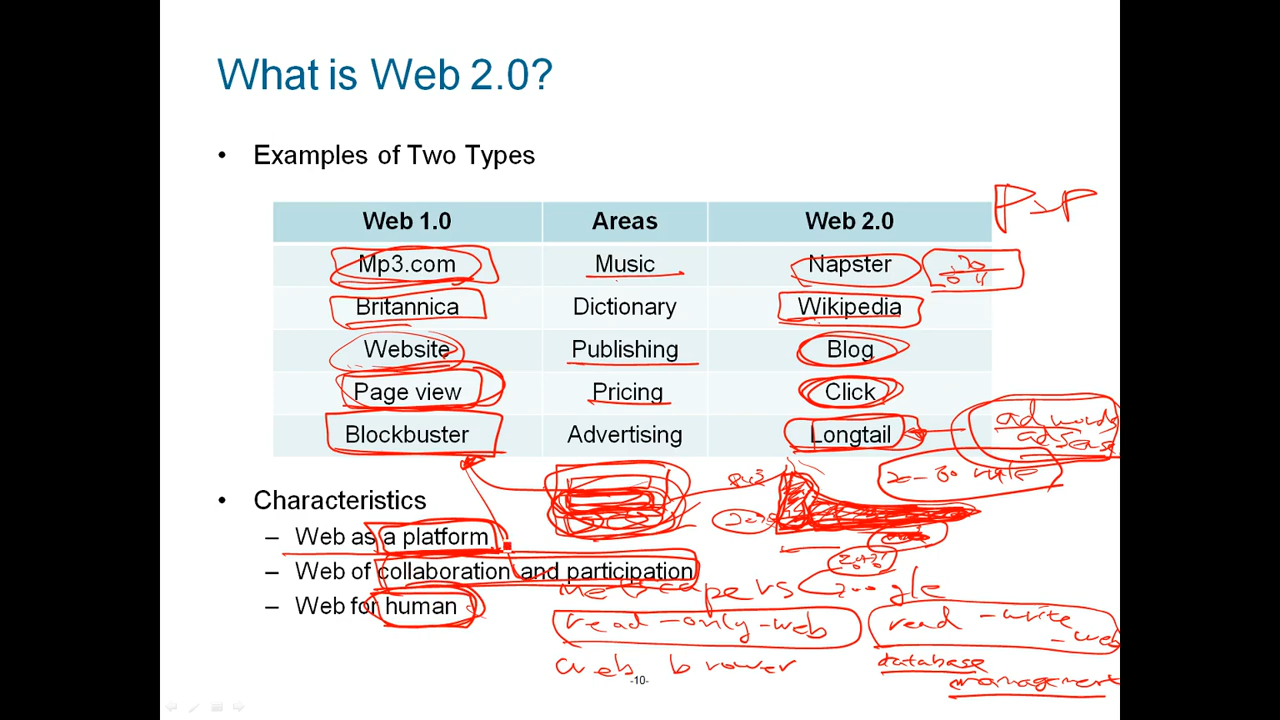 What is Web 2.0?
• Examples of Two Types
Web 1.0 Areas Web 2.0
P2P
Mp3.com Music Napster
Britannica Dictionary Wikipedia
Website Publishing Blog
Page view Pricing Click
adwords
adsense
Blockbuster Advertising Longtail
20-80 rule
• Characteristics
– Web as a platform
– Web of collaboration and participation
– Web for human
Netscape vs Google
read-only-web
read-write
-web
web brower
database
management
-10-